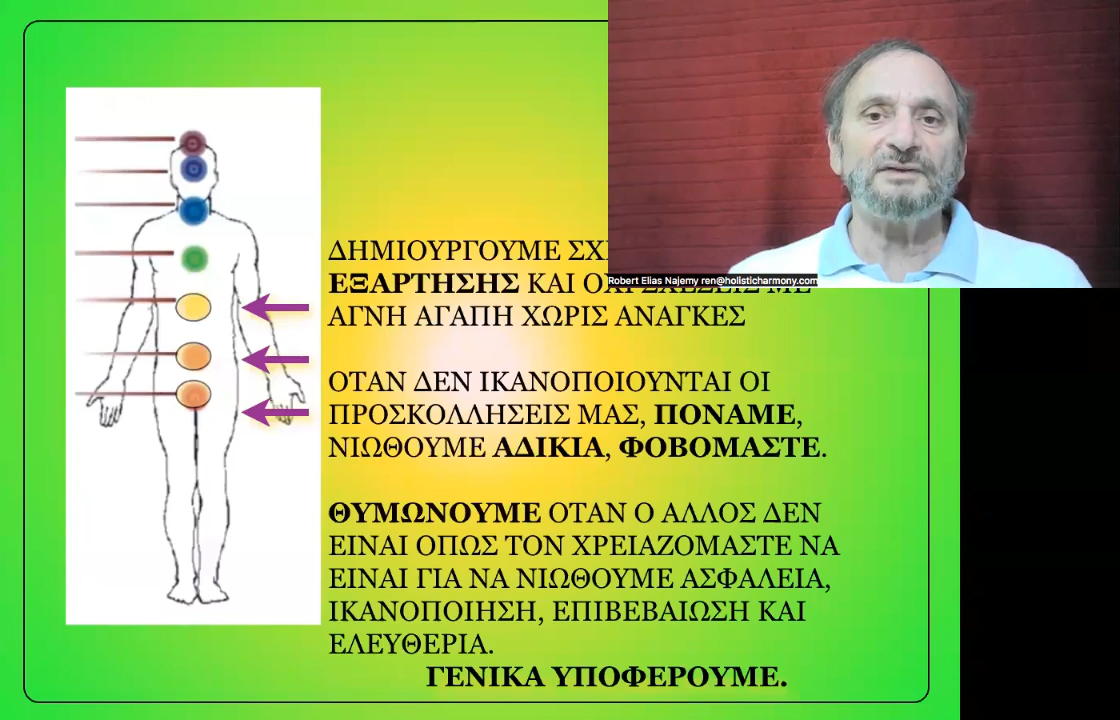 ΔΗΜΙΟΥΡΓΟΥΜΕ
ΕΞΑΡΤΗΣΗΣ ΚΑΙ
ΑΓΝΗ ΑΓΑΠΗ ΧΩΡΙΣ ΑΝΑΓΚΕΣ
ΟΤΑΝ ΔΕΝ ΙΚΑΝΟΠΟΙΟΥΝΤΑΙ ΟΙ
ΠΡΟΣΚΟΛΛΗΣΕΙΣ ΜΑΣ, ΠΟΝΑΜΕ,
ΝΙΩΘΟΥΜΕ ΑΔΙΚΙΑ, ΦΟΒΟΜΑΣΤΕ.
ΘΥΜΩΝΟΥΜΕ ΟΤΑΝ Ο ΑΛΛΟΣ ΔΕΝ
ΕΙΝΑΙ ΟΠΩΣ ΤΟΝ ΧΡΕΙΑΖΟΜΑΣΤΕ ΝΑ
ΕΙΝΑΙ ΓΙΑ ΝΑ ΝΙΩΘΟΥΜΕ ΑΣΦΑΛΕΙΑ,
ΙΚΑΝΟΠΟΙΗΣΗ, ΕΠΙΒΕΒΑΙΩΣΗ ΚΑΙ
ΕΛΕΥΘΕΡΙΑ.
ΓΕΝΙΚΑ ΥΠΟΦΕΡΟΥΜΕ.
Robert Elias Najemy ren@holisticharmony.com